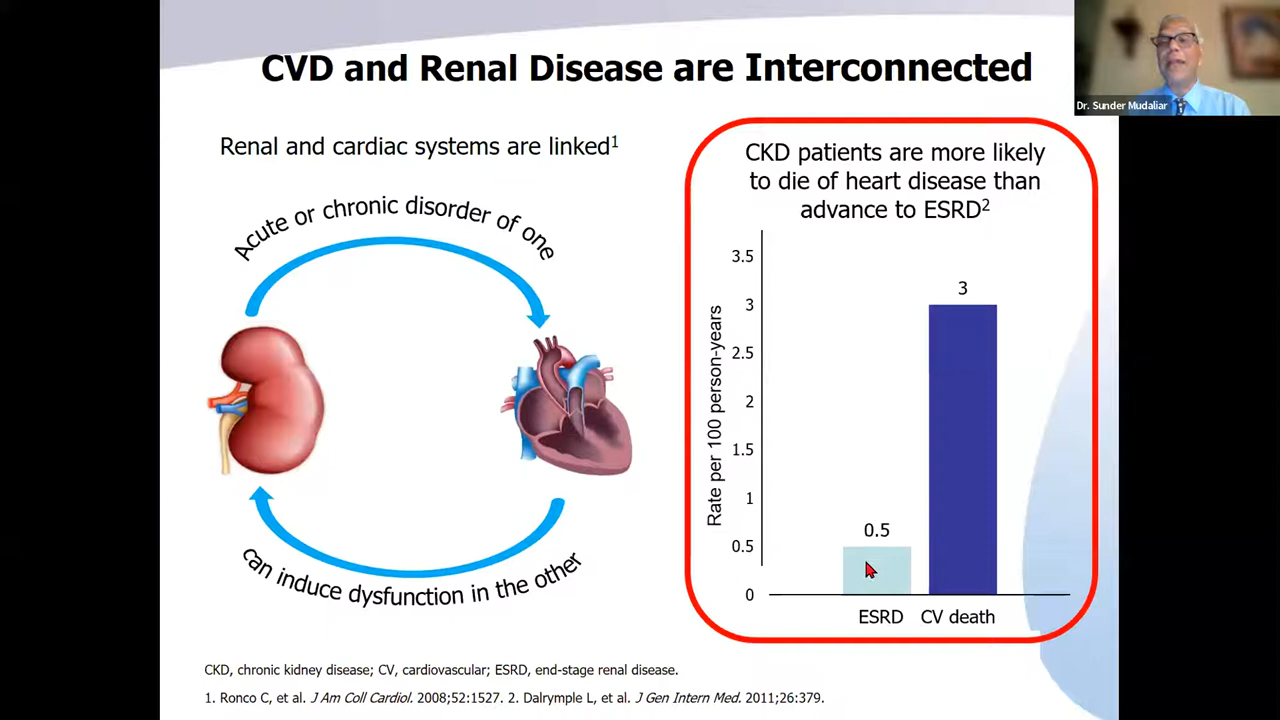 CVD and Renal Disease are Interconnected
Dr. Sunder Mudaliar
Renal and cardiac systems are linked1
Acute or chronic disorder of one
can induce dysfunction in the other
CKD patients are more likely
to die of heart disease than
advance to ESRD2
Rate per 100 person-years
3.5
3
2.5
2
1.5
1
0.5
0
0.5
3
ESRD
CV death
CKD, chronic kidney disease; CV, cardiovascular; ESRD, end-stage renal disease.
1. Ronco C, et al. J Am Coll Cardiol. 2008;52:1527. 2. Dalrymple L, et al. J Gen Intern Med. 2011;26:379.